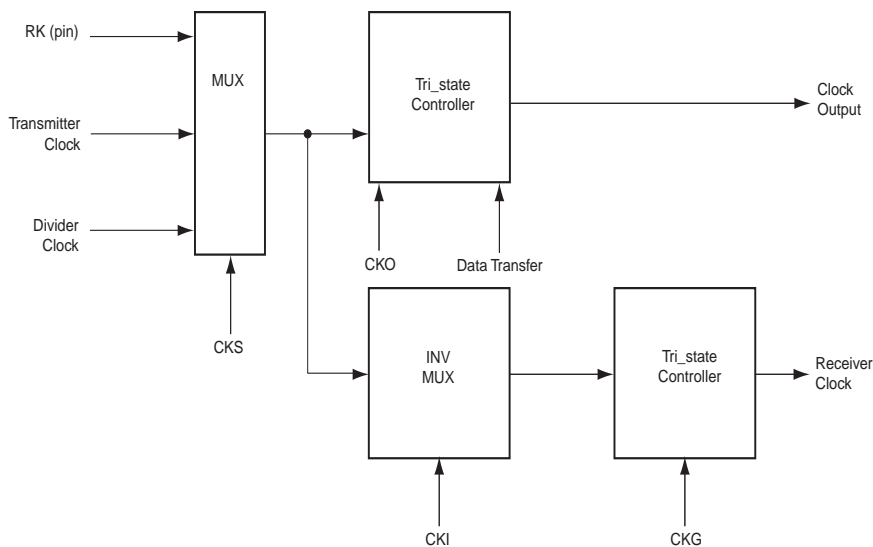 RK (pin)
MUX
Tri_state
Controller
Clock
Output
Transmitter
Clock
Divider
Clock
CKO
Data Transfer
CKS
INV
MUX
Tri_state
Controller
Receiver
Clock
CKI
CKG